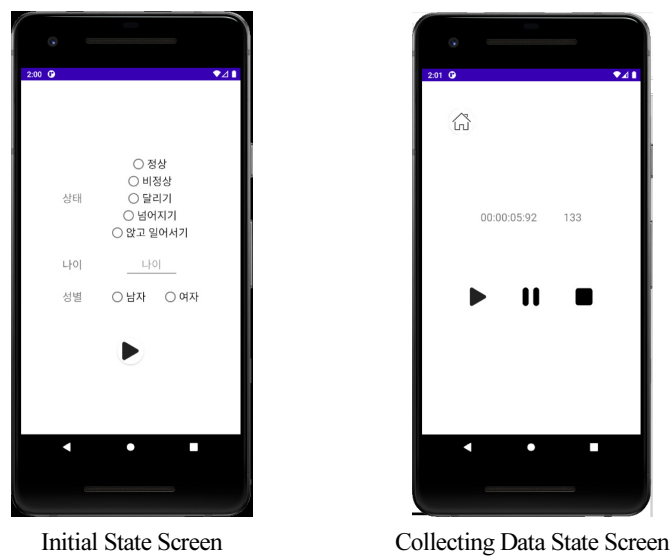 2:00
정상
비정상
상태 달리기
넘어지기
앉고 일어서기
나이 나이
성별 남자 여자
Initial State Screen
2:01
00:00:05:92 133
Collecting Data State Screen